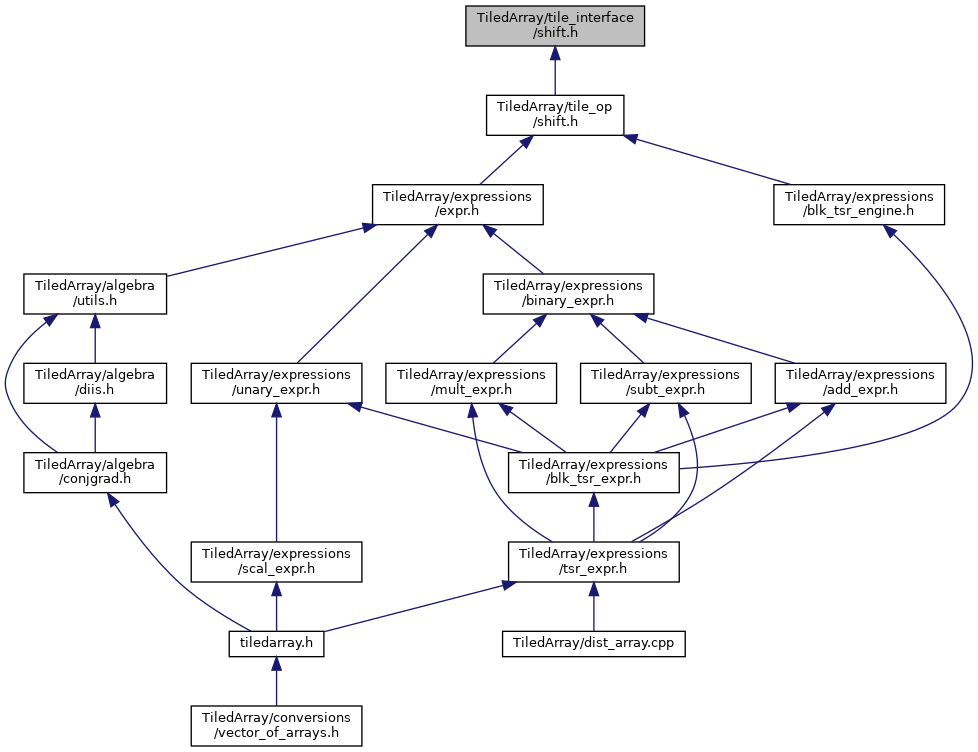 TiledArray/tile_interface
/shift.h
TiledArray/tile_op
/shift.h
TiledArray/expressions
/expr.h
TiledArray/expressions
/blk_tsr_engine.h
TiledArray/algebra
/utils.h
TiledArray/expressions
/binary_expr.h
TiledArray/algebra
/diis.h
TiledArray/expressions
/unary_expr.h
TiledArray/expressions
/mult_expr.h
TiledArray/expressions
/subt_expr.h
TiledArray/expressions
/add_expr.h
TiledArray/algebra
/conjgrad.h
TiledArray/expressions
/blk_tsr_expr.h
TiledArray/expressions
/scal_expr.h
TiledArray/expressions
/tsr_expr.h
tiledarray.h
TiledArray/dist_array.cpp
TiledArray/conversions
/vector_of_arrays.h